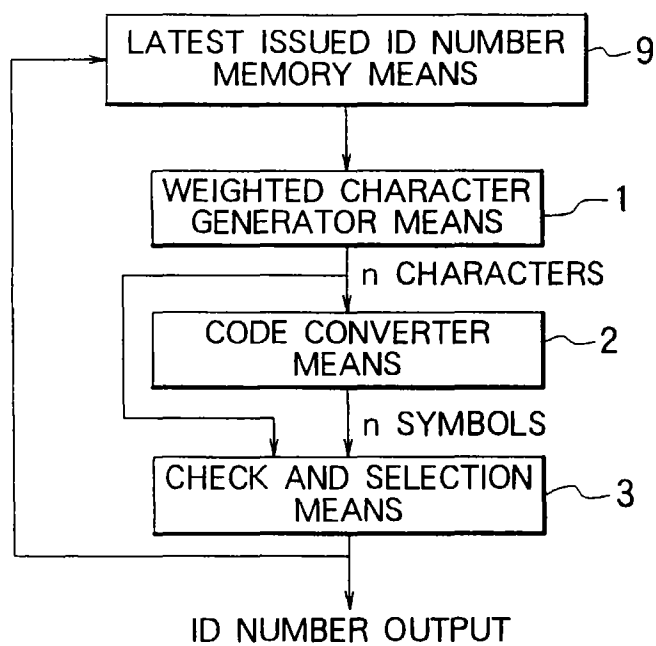 LATEST ISSUED ID NUMBER
MEMORY MEANS
9
WEIGHTED CHARACTER
GENERATOR MEANS
1
n CHARACTERS
CODE CONVERTER
MEANS
2
n SYMBOLS
CHECK AND SELECTION
MEANS
3
ID NUMBER OUTPUT